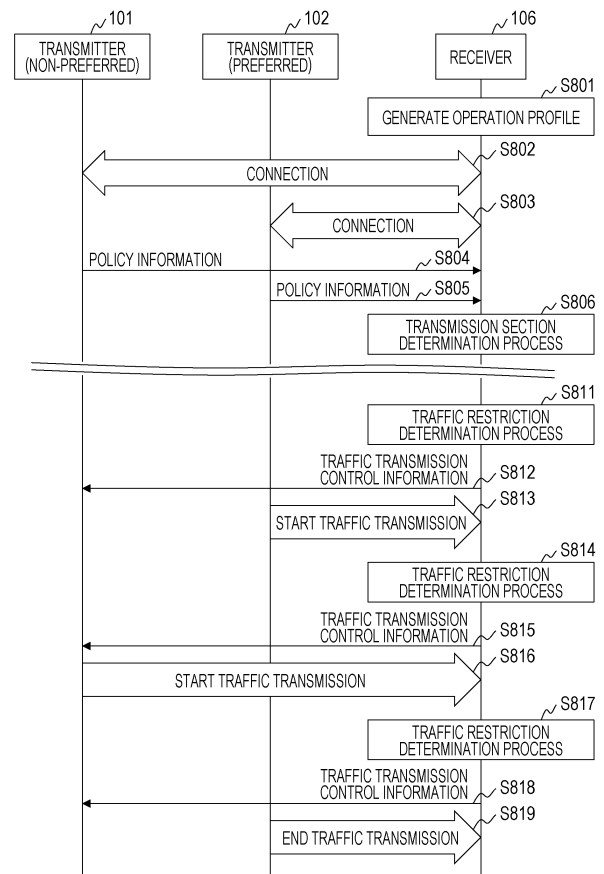 101
102
106
TRANSMITTER
(NON-PREFERRED)
TRANSMITTER
(PREFERRED)
RECEIVER
S801
GENERATE OPERATION PROFILE
S802
CONNECTION
S803
CONNECTION
POLICY INFORMATION
S804
POLICY INFORMATION
S805
S806
TRANSMISSION SECTION
DETERMINATION PROCESS
S811
TRAFFIC RESTRICTION
DETERMINATION PROCESS
TRAFFIC TRANSMISSION
CONTROL INFORMATION
S812
S813
START TRAFFIC TRANSMISSION
S814
TRAFFIC RESTRICTION
DETERMINATION PROCESS
TRAFFIC TRANSMISSION
CONTROL INFORMATION
S815
S816
START TRAFFIC TRANSMISSION
S817
TRAFFIC RESTRICTION
DETERMINATION PROCESS
TRAFFIC TRANSMISSION
CONTROL INFORMATION
S818
S819
END TRAFFIC TRANSMISSION